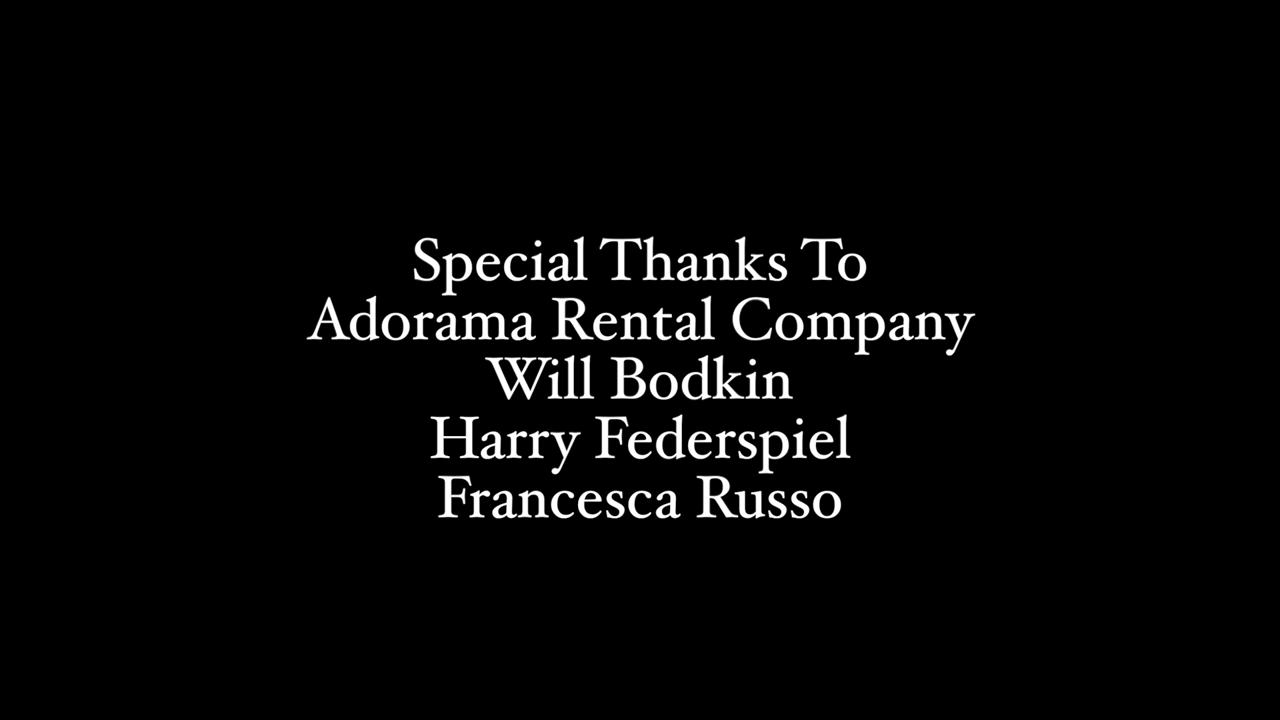 Special Thanks To
Adorama Rental Company
Will Bodkin
Harry Federspiel
Francesca Russo